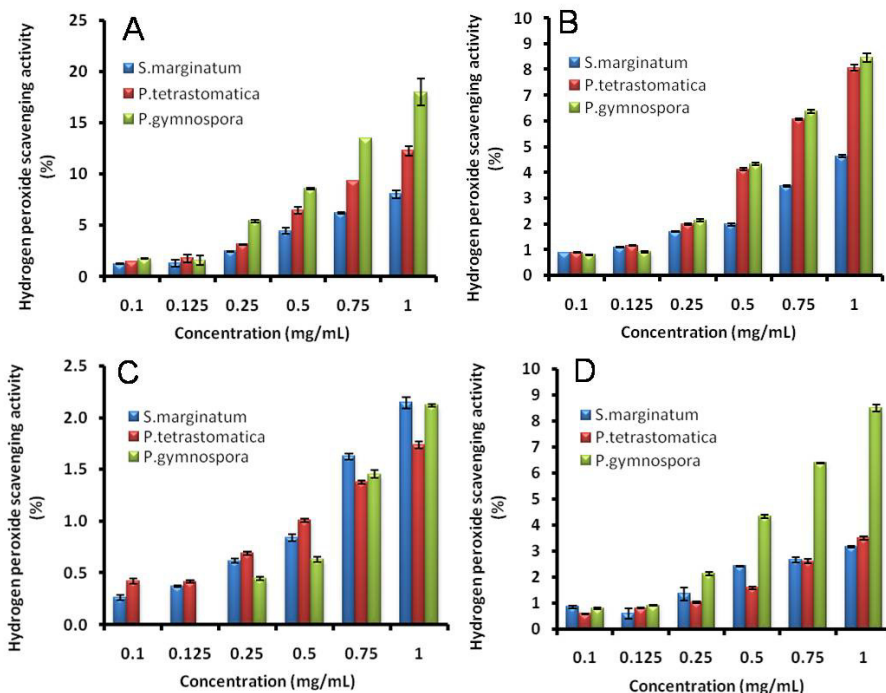 A
Hydrogen peroxide scavenging activity
(%)
25
20
15
10
5
0
S.marginatum
P.tetrastomatica
P.gymnospora
0.1 0.125 0.25 0.5 0.75 1
Concentration (mg/mL)
B
Hydrogen peroxide scavenging activity
(%)
10
9
8
7
6
5
4
3
2
1
0
S.marginatum
P.tetrastomatica
P.gymnospora
0.1 0.125 0.25 0.5 0.75 1
Concentration (mg/mL)
C
Hydrogen peroxide scavenging activity
(%)
2.5
2.0
1.5
1.0
0.5
0.0
S.marginatum
P.tetrastomatica
P.gymnospora
0.1 0.125 0.25 0.5 0.75 1
Concentration (mg/mL)
D
Hydrogen peroxide scavenging activity
(%)
10
9
8
7
6
5
4
3
2
1
0
S.marginatum
P.tetrastomatica
P.gymnospora
0.1 0.125 0.25 0.5 0.75 1
Concentration (mg/mL)